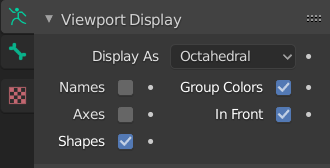 Viewport Display
Display As Octahedral
Names Group Colors
Axes In Front
Shapes